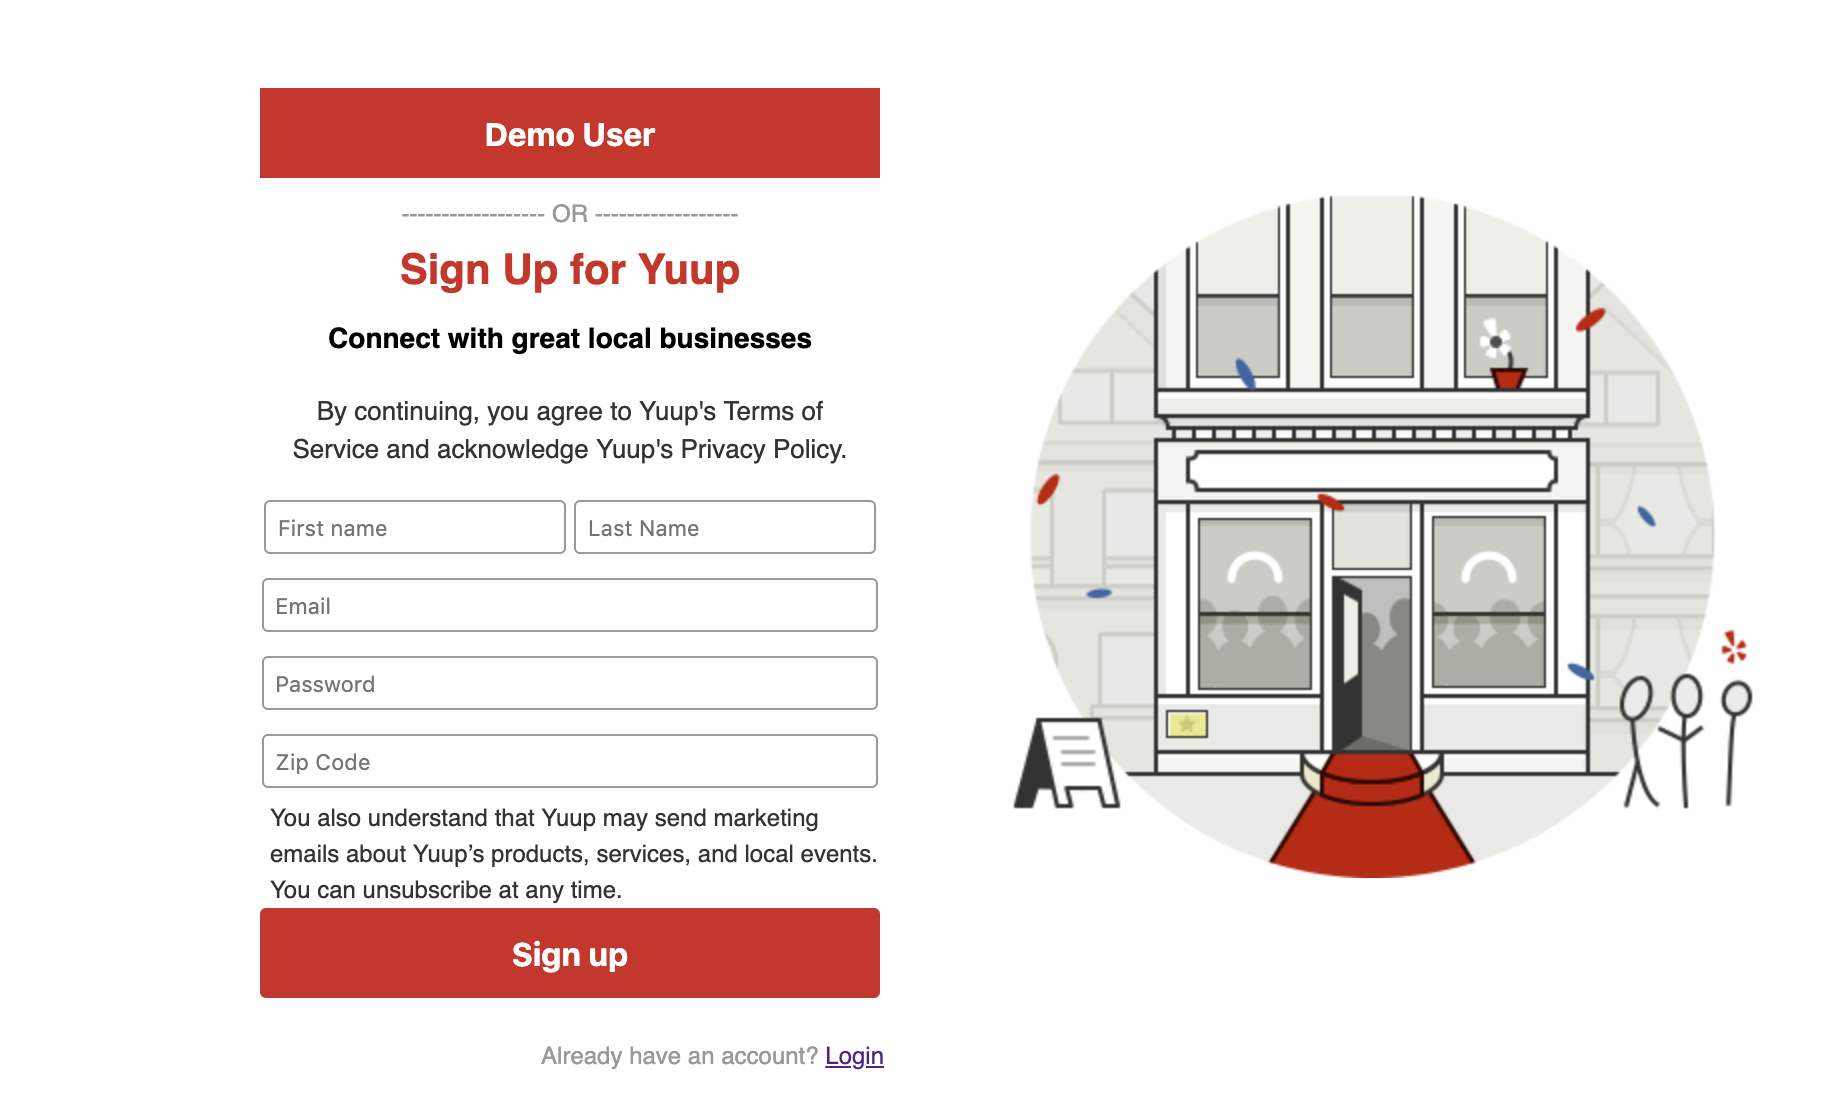 Demo User
------------------ OR ------------------
Sign Up for Yuup
Connect with great local businesses
By continuing, you agree to Yuup's Terms of
Service and acknowledge Yuup's Privacy Policy.
First name
Last Name
Email
Password
Zip Code
You also understand that Yuup may send marketing
emails about Yuup’s products, services, and local events.
You can unsubscribe at any time.
Sign up
Already have an account? Login